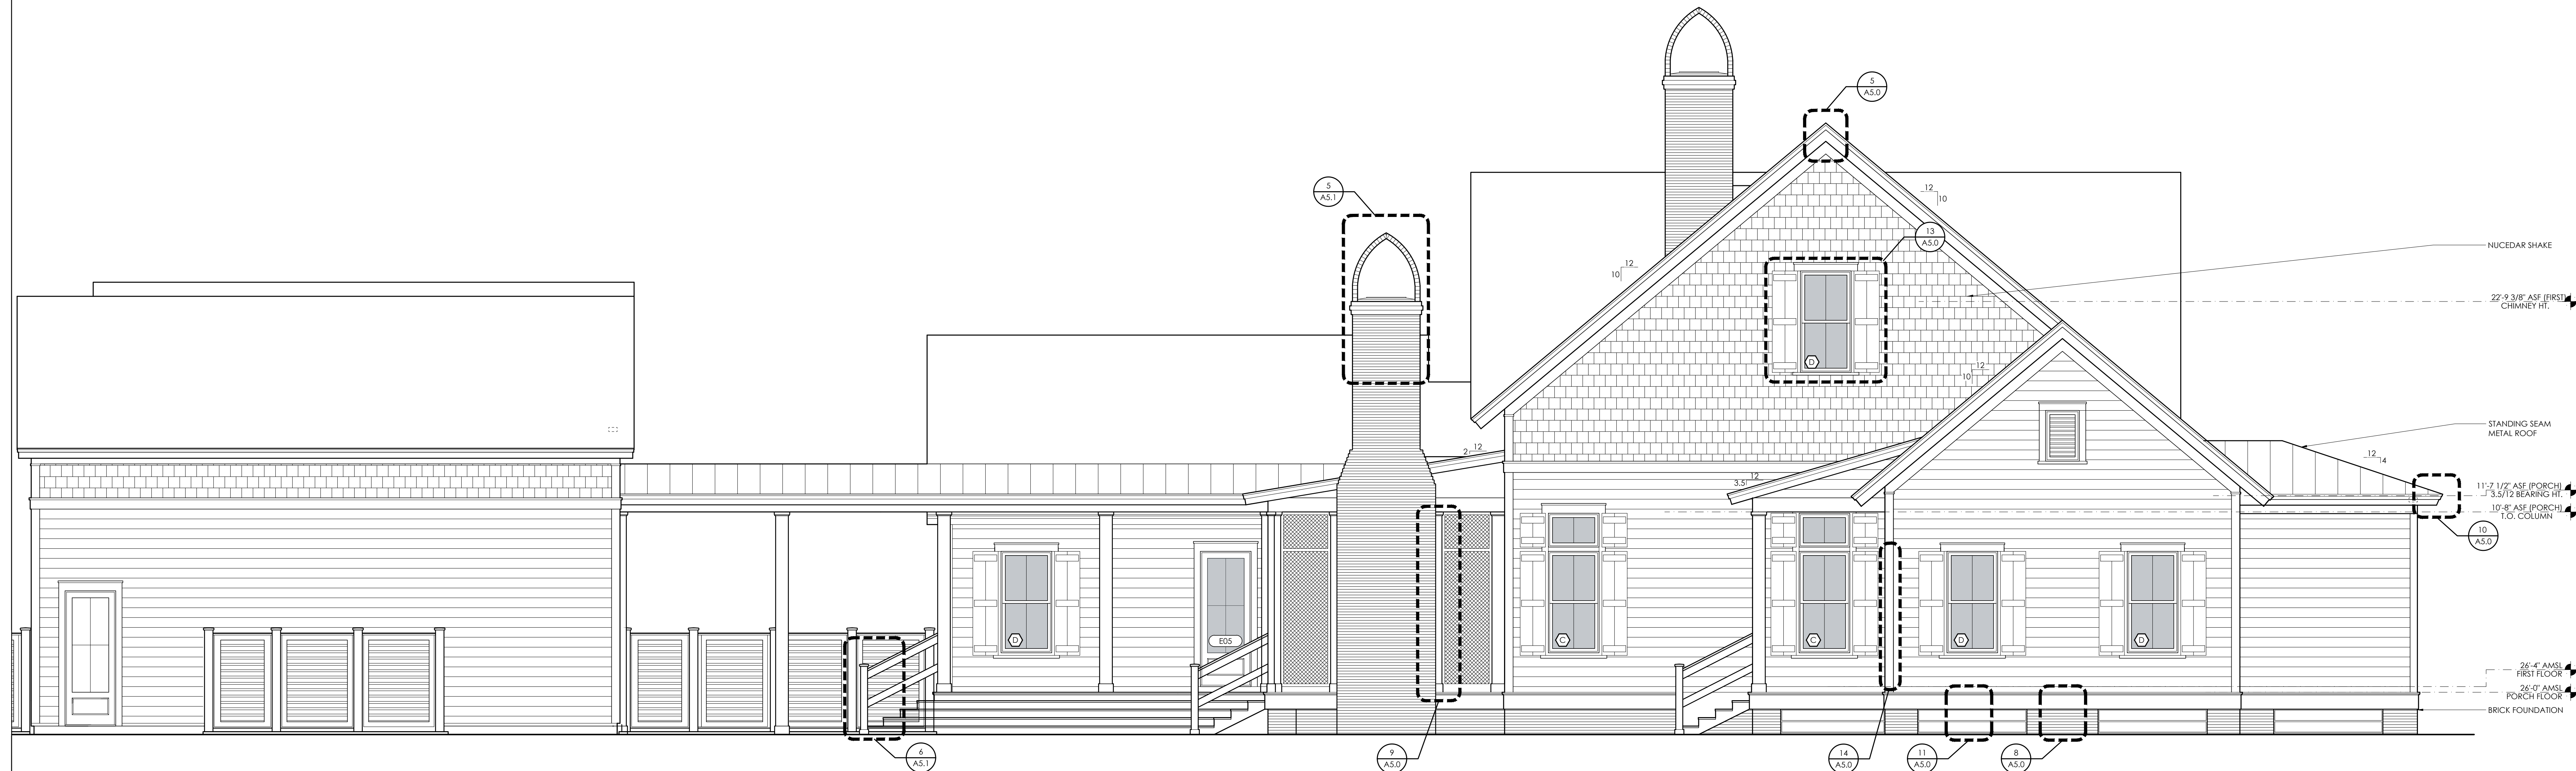 5
A5.0
5
A5.1
12
10
13
A5.0
NUCEDAR SHAKE
12
10
22'-9 3/8" ASF (FIRST)
CHIMNEY HT.
D
12
10
STANDING SEAM
METAL ROOF
12
2
12
4
12
3.5
11'-7 1/2" ASF (PORCH)
3.5/12 BEARING HT.
10'-8" ASF (PORCH)
T.O. COLUMN
10
A5.0
D
E05
C
C
D
D
26'-4" AMSL
FIRST FLOOR
26'-0" AMSL
PORCH FLOOR
BRICK FOUNDATION
6
A5.1
9
A5.0
14
A5.0
11
A5.0
8
A5.0